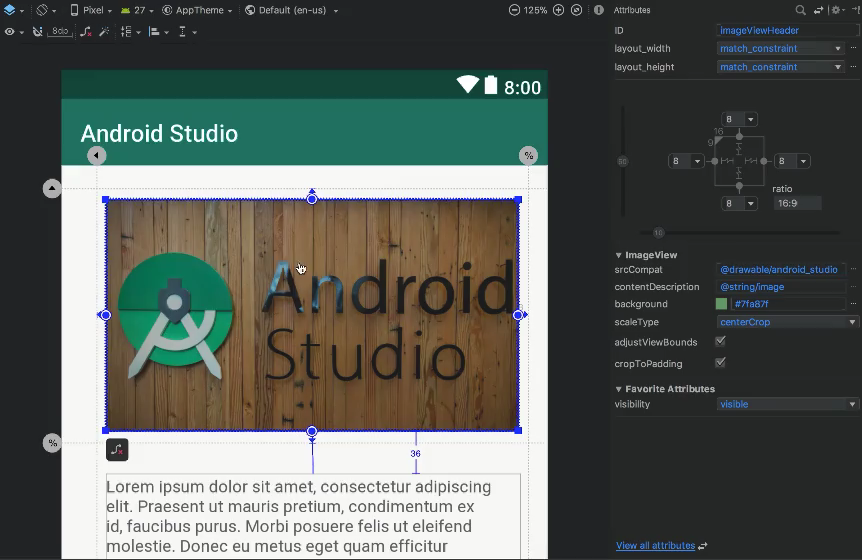 Pixel
27
AppTheme
Default (en-us)
125%
Attributes
8dp
ID
imageViewHeader
layout_width
match_constraint
layout_height
match_constraint
8:00
Android Studio
8
16
9
8
8
50
8
ratio
16:9
50
%
%
Android
Studio
36
Lorem ipsum dolor sit amet, consectetur adipiscing
elit. Praesent ut mauris pretium, condimentum ex
id, faucibus purus. Morbi posuere felis ut eleifend
molestie. Donec eu metus eget quam efficitur
ImageView
srcCompat
@drawable/android_studio
contentDescription
@string/image
background
#7fa87f
scaleType
centerCrop
adjustViewBounds
cropToPadding
Favorite Attributes
visibility
visible
View all attributes